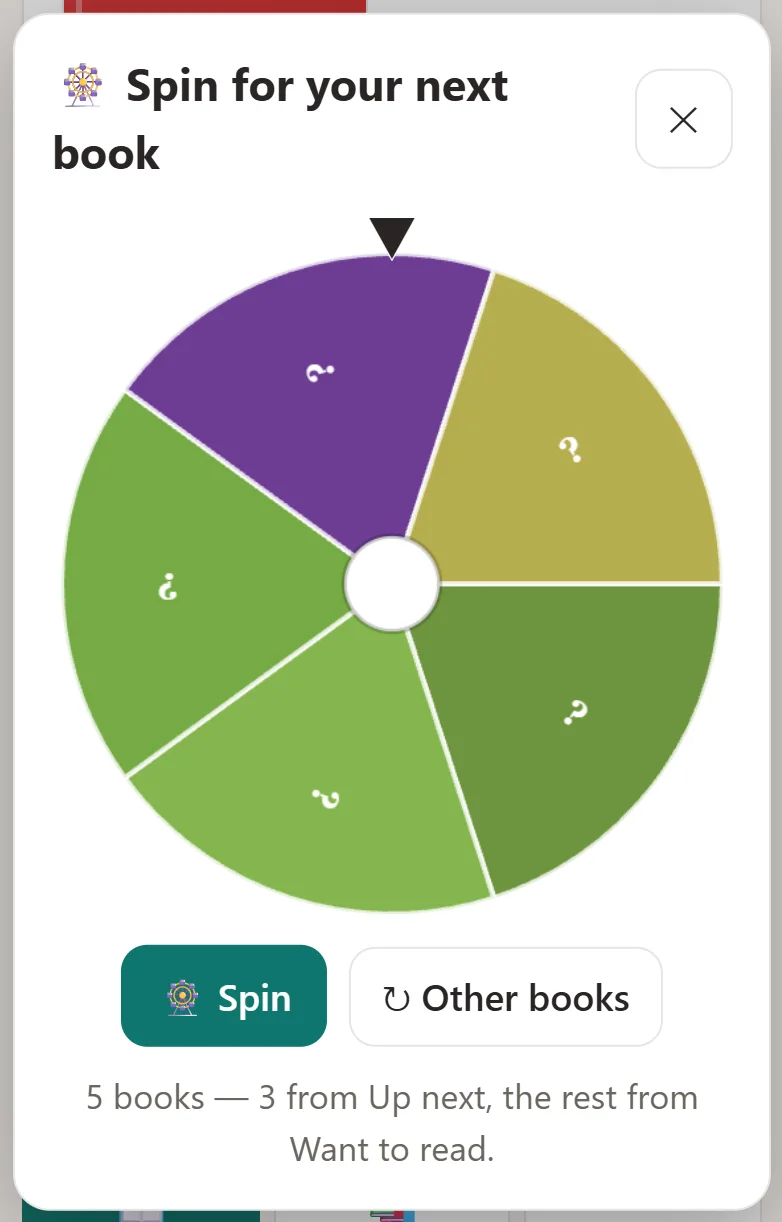 Spin for your next
book
?
?
?
?
?
Spin
↻ Other books
5 books — 3 from Up next, the rest from
Want to read.